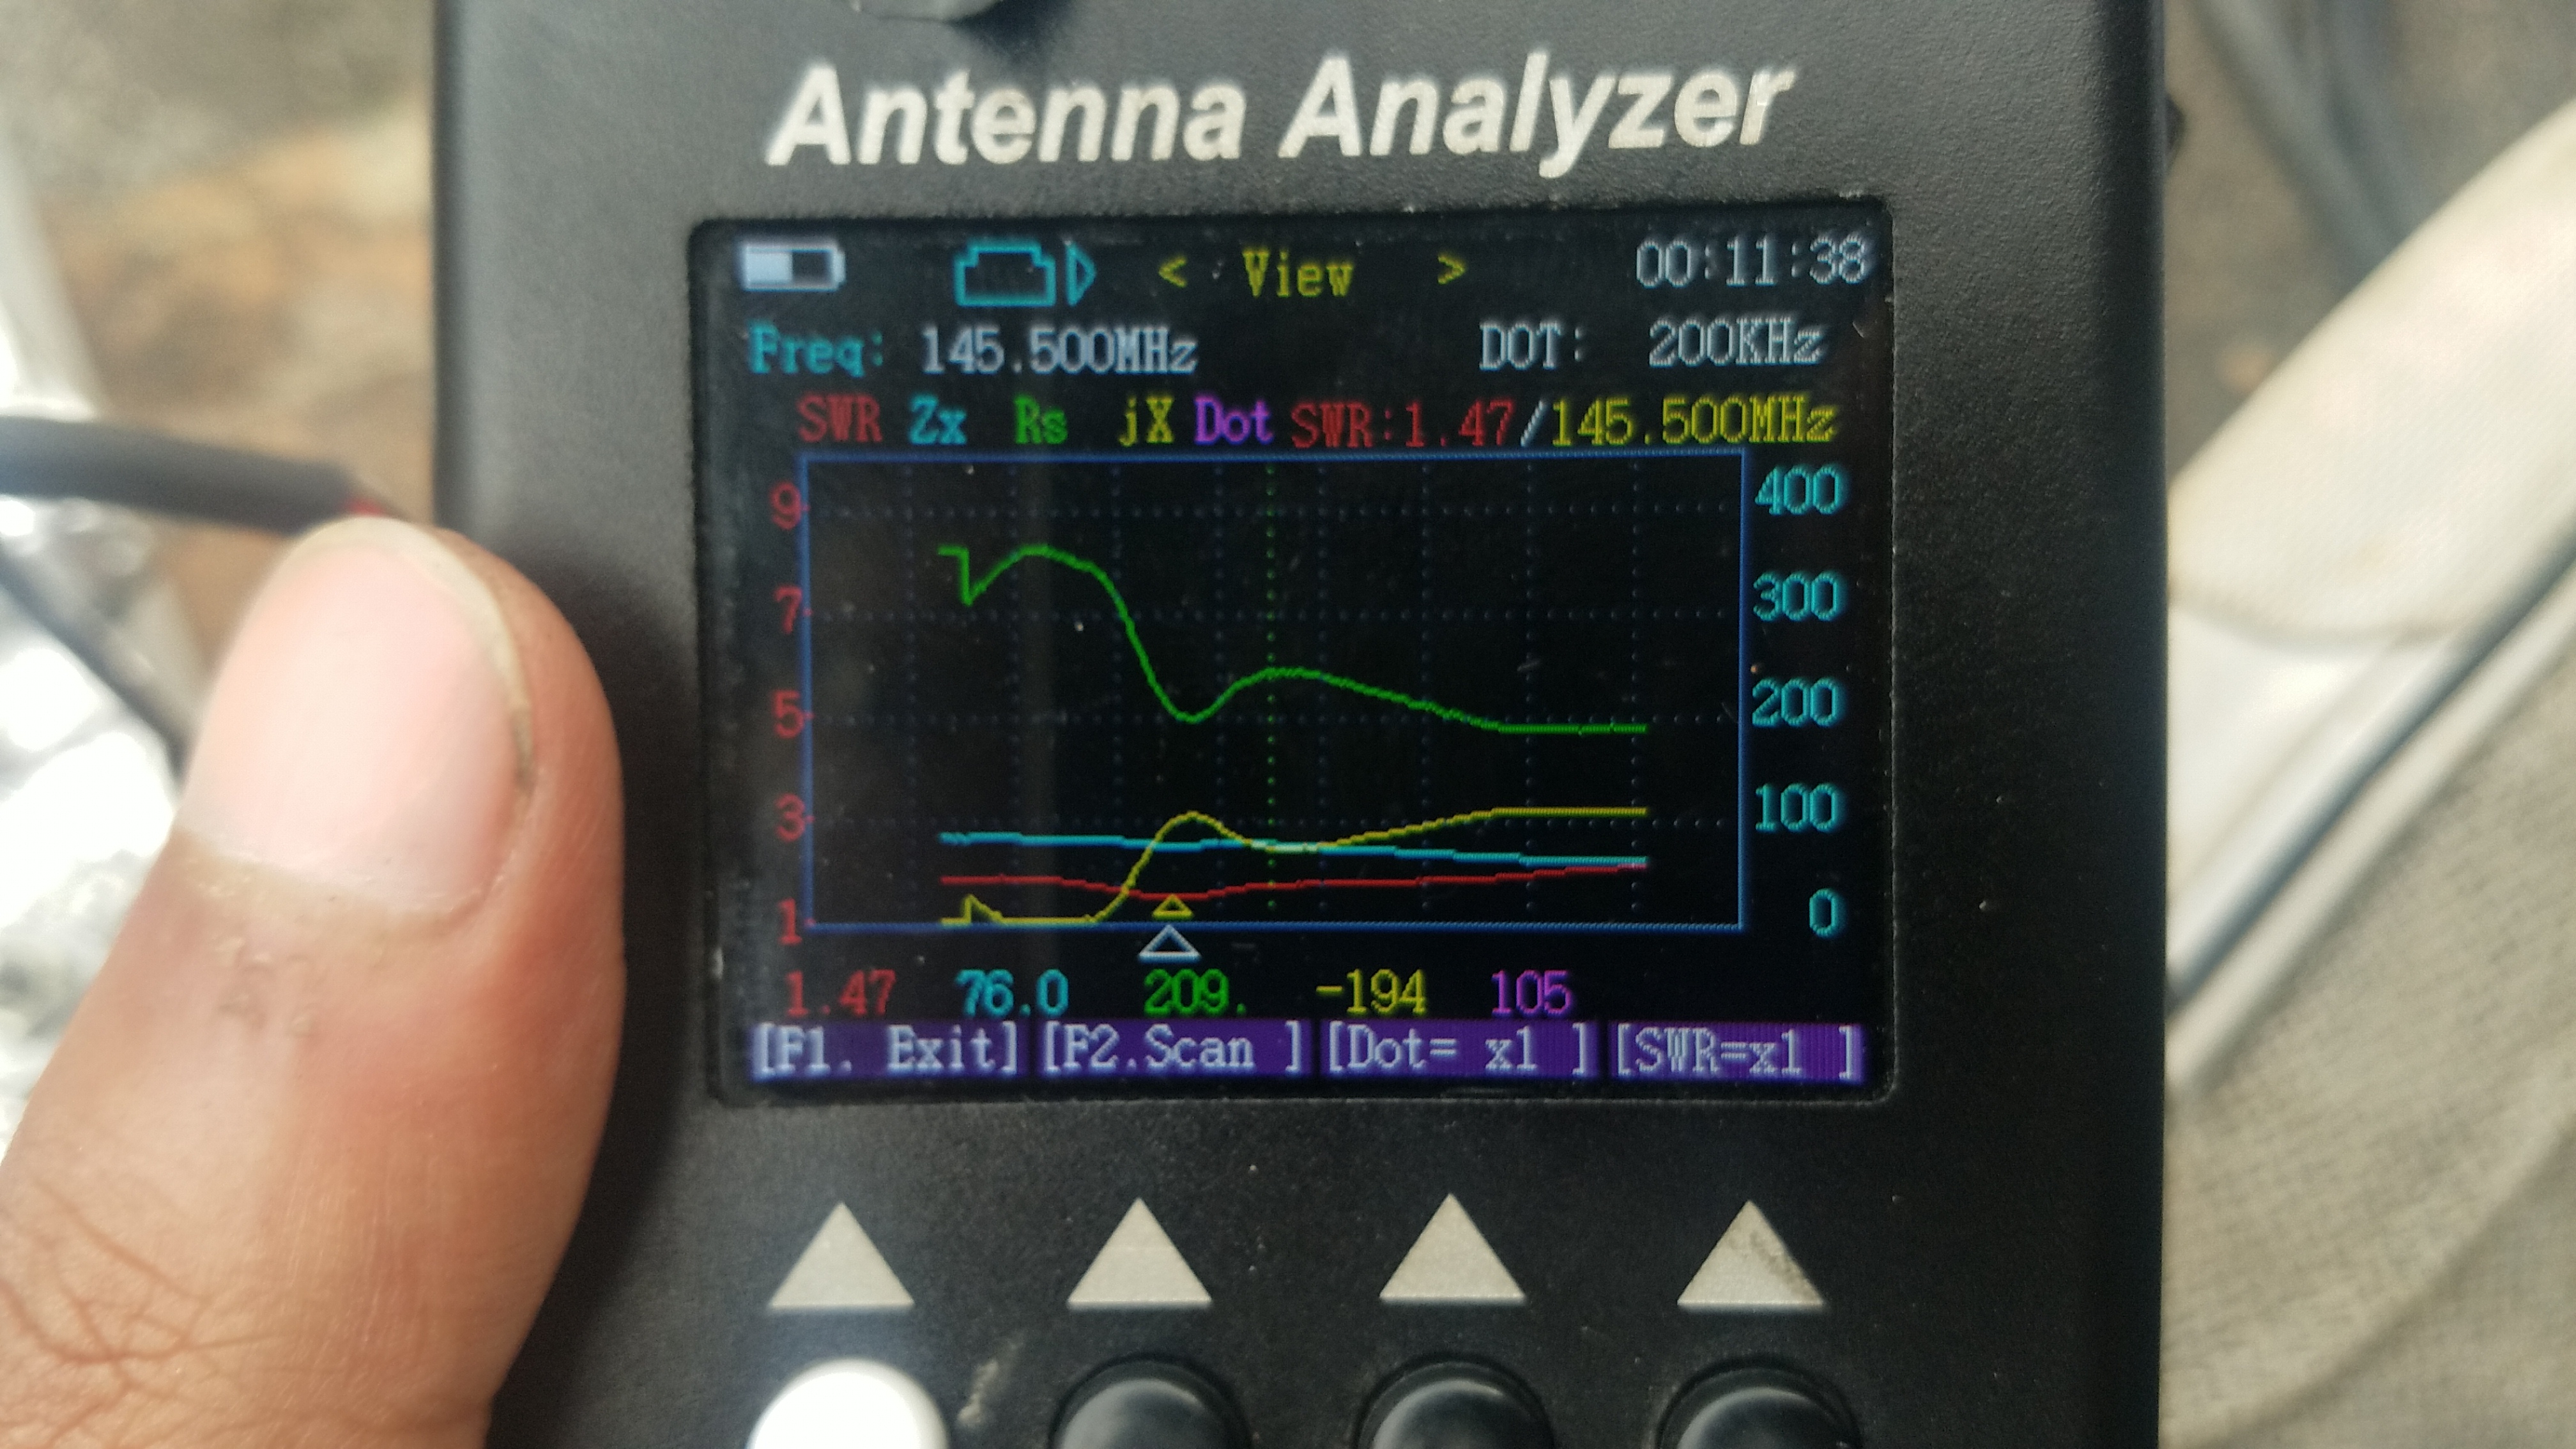 Antenna Analyzer
< View > 00:11:38
Freq: 145.500MHz DOT: 200KHz
SWR Zx Rs jX Dot SWR:1.47/145.500MHz
9 400
7 300
5 200
3 100
1 0
1.47 76.0 209. -194 105
[F1. Exit] [F2.Scan ] [Dot= x1 ] [SWR=x1 ]